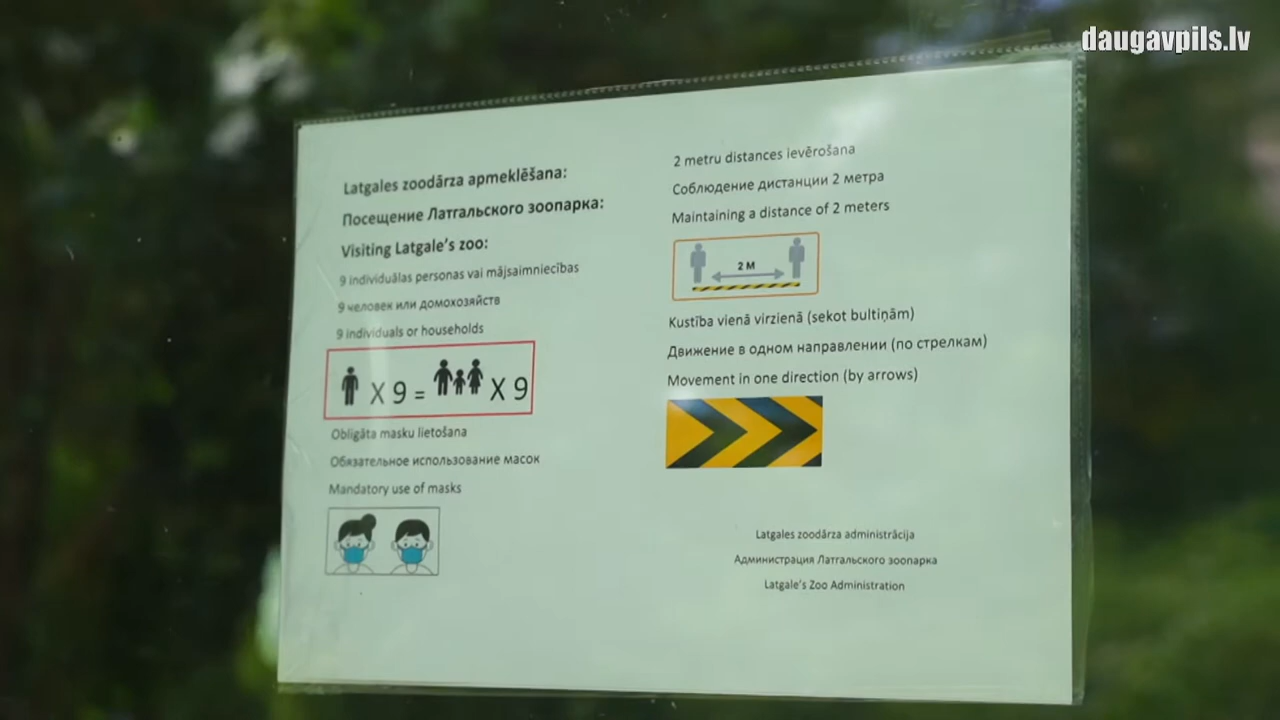 daugavpils.lv
Latgales zoodārza apmeklēšana:
Посещение Латгальского зоопарка:
Visiting Latgale's zoo:
9 individuālas personas vai mājsaimniecības
9 человек или домохозяйств
9 individuals or households
X 9 = X 9
Obligāta masku lietošana
Обязательное использование масок
Mandatory use of masks
2 metru distances ievērošana
Соблюдение дистанции 2 метра
Maintaining a distance of 2 meters
2 M
Kustība vienā virzienā (sekot bultiņām)
Движение в одном направлении (по стрелкам)
Movement in one direction (by arrows)
Latgales zoodārza administrācija
Администрация Латгальского зоопарка
Latgale's Zoo Administration